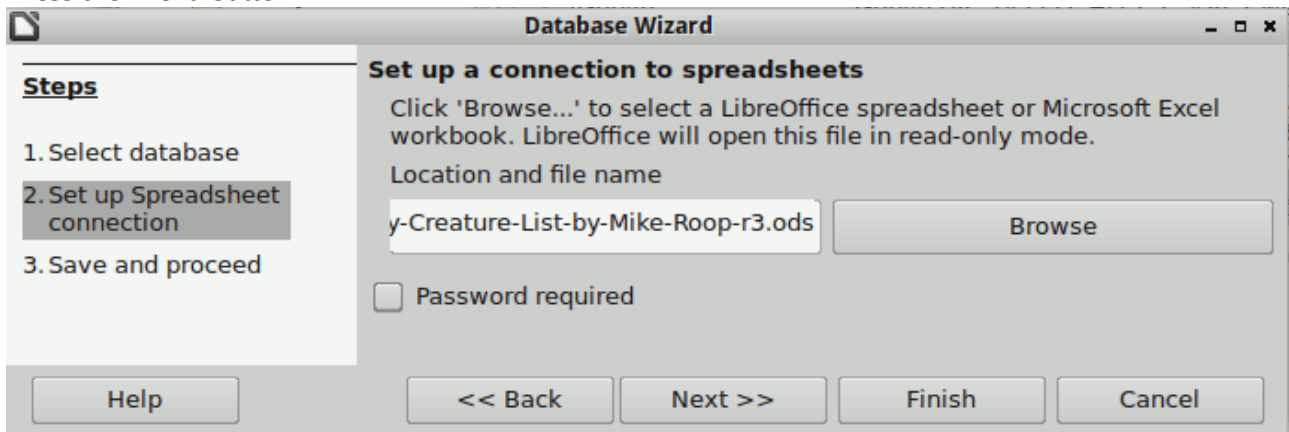 Database Wizard
Steps
1. Select database
2. Set up Spreadsheet
connection
3. Save and proceed
Set up a connection to spreadsheets
Click 'Browse...' to select a LibreOffice spreadsheet or Microsoft Excel
workbook. LibreOffice will open this file in read-only mode.
Location and file name
y-Creature-List-by-Mike-Roop-r3.ods
Browse
Password required
Help
<< Back
Next >>
Finish
Cancel